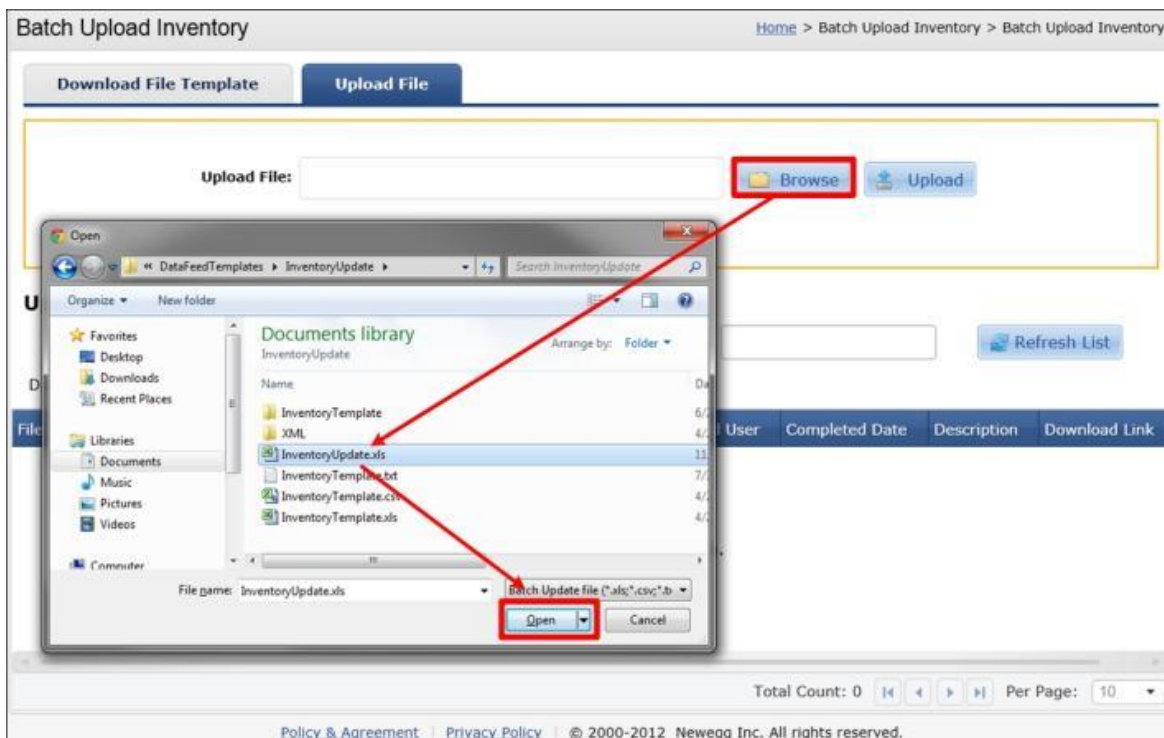 Batch Upload Inventory
Home > Batch Upload Inventory > Batch Upload Inventory
Download File Template
Upload File
Upload File:
Browse
Upload
Open
« DataFeedTemplates InventoryUpdate
Search InventoryUpdate
Organize
New folder
Favorites
Desktop
Downloads
Recent Places
Libraries
Documents
Music
Pictures
Videos
Computer
Documents library
InventoryUpdate
Arrange by: Folder
Name
InventoryTemplate
XML
InventoryUpdate.xls
InventoryTemplate.txt
InventoryTemplate.csv
InventoryTemplate.xls
File name: InventoryUpdate.xls
Batch Update file (*.xls;*.csv;*.t
Open
Cancel
Refresh List
File
User
Completed Date
Description
Download Link
Total Count: 0
Per Page: 10
Policy & Agreement | Privacy Policy | © 2000-2012 Newegg Inc. All rights reserved.